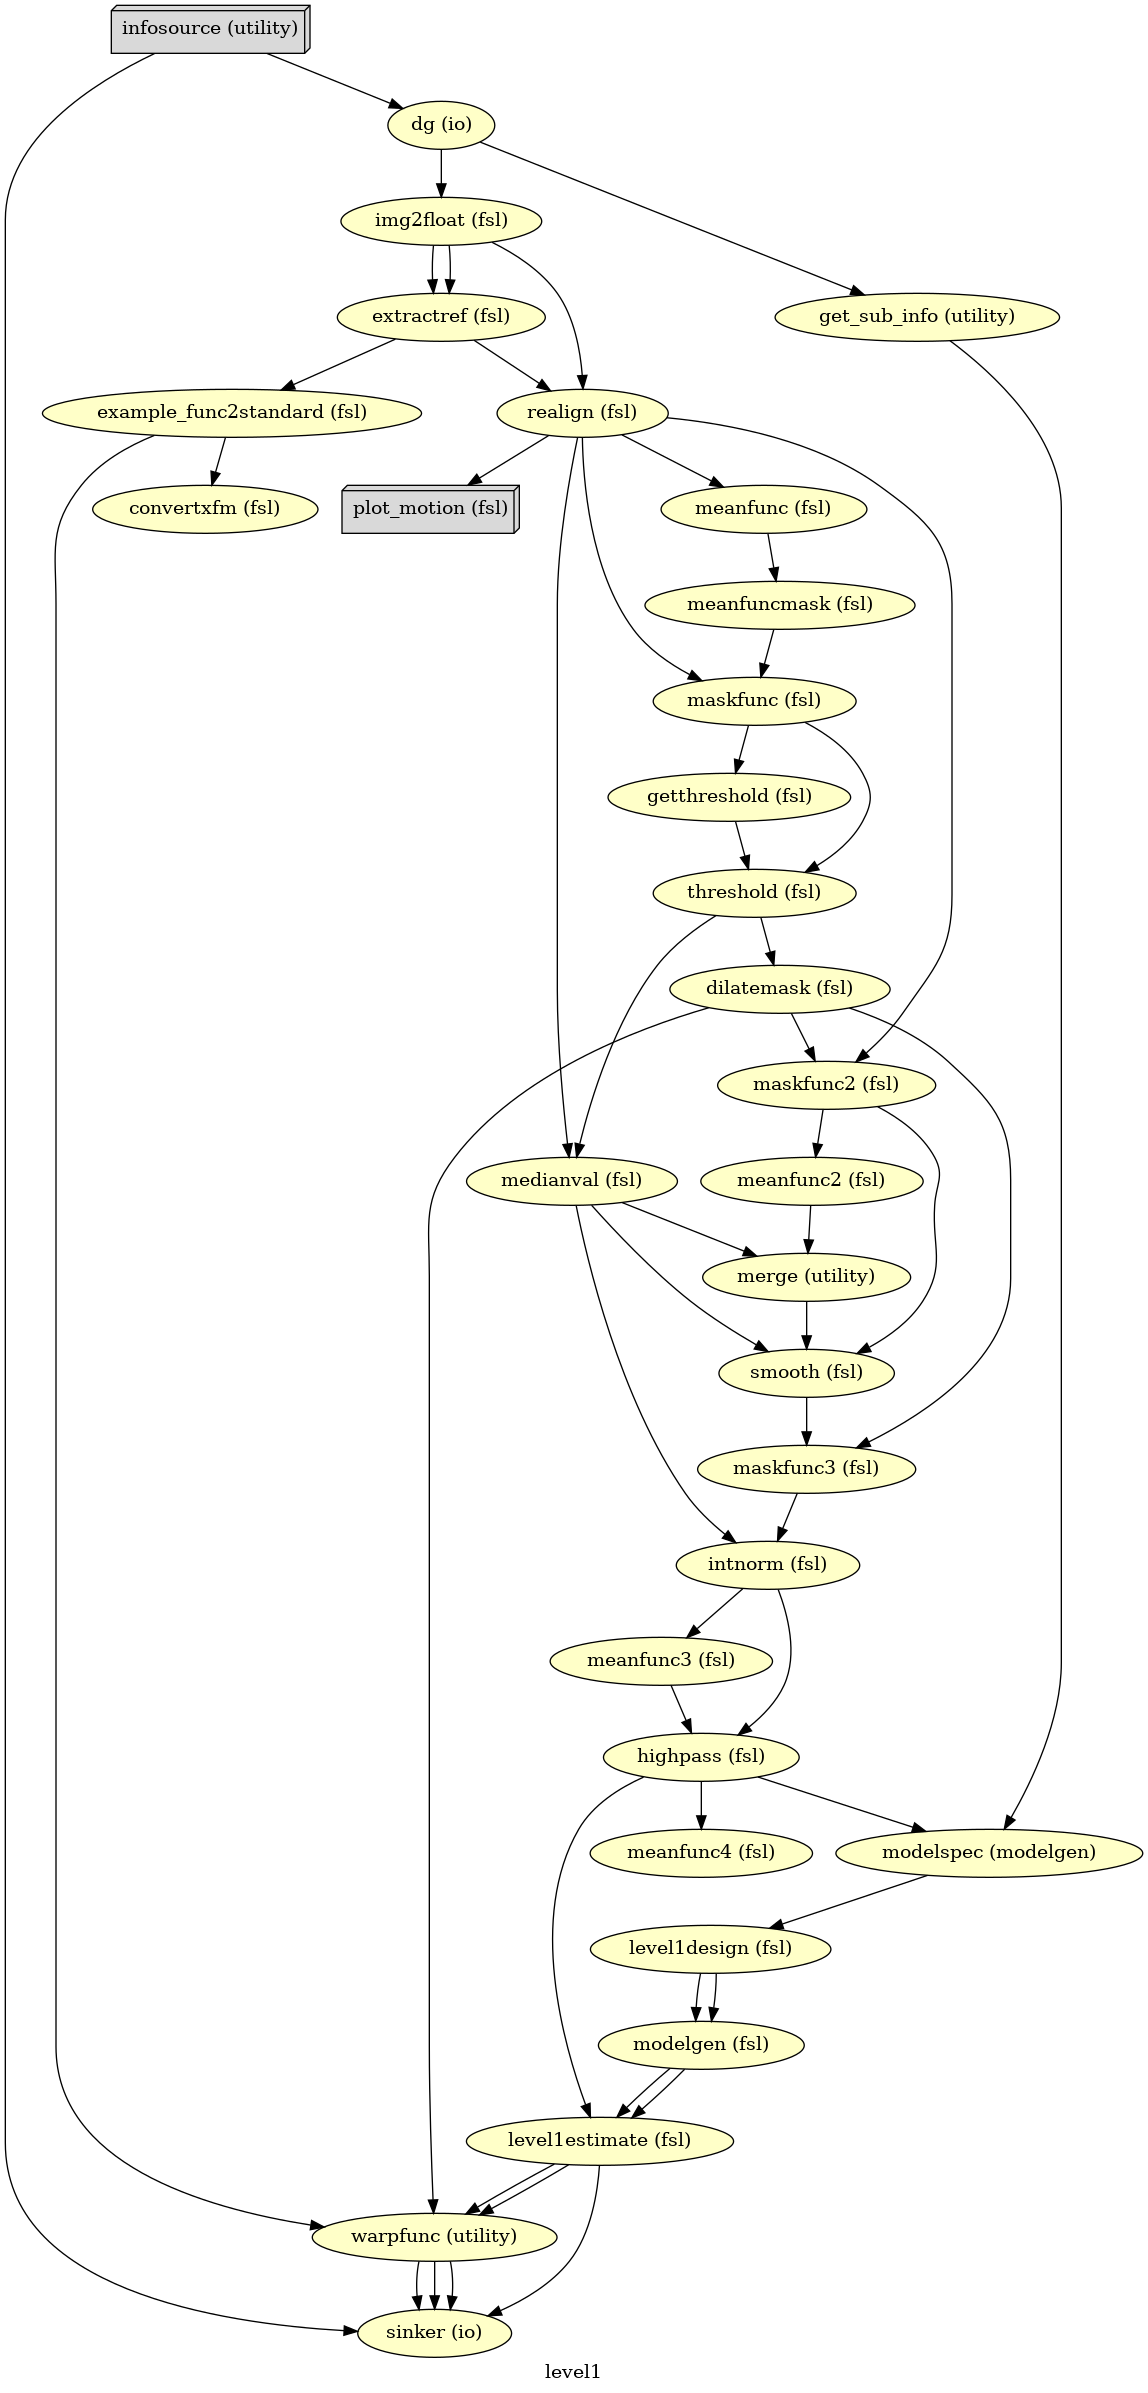 infosource (utility)
dg (io)
img2float (fsl)
extractref (fsl)
get_sub_info (utility)
example_func2standard (fsl)
realign (fsl)
convertxfm (fsl)
plot_motion (fsl)
meanfunc (fsl)
meanfuncmask (fsl)
maskfunc (fsl)
getthreshold (fsl)
threshold (fsl)
dilatemask (fsl)
maskfunc2 (fsl)
medianval (fsl)
meanfunc2 (fsl)
merge (utility)
smooth (fsl)
maskfunc3 (fsl)
intnorm (fsl)
meanfunc3 (fsl)
highpass (fsl)
meanfunc4 (fsl)
modelspec (modelgen)
level1design (fsl)
modelgen (fsl)
level1estimate (fsl)
warpfunc (utility)
sinker (io)
level1